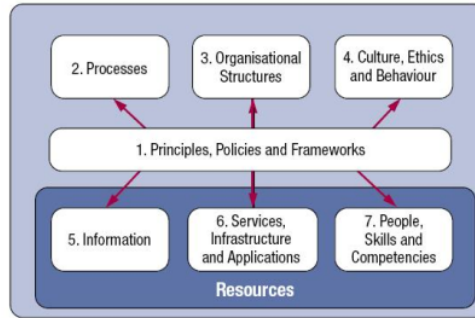 2. Processes
3. Organisational
Structures
4. Culture, Ethics
and Behaviour
1. Principles, Policies and Frameworks
5. Information
6. Services,
Infrastructure
and Applications
7. People,
Skills and
Competencies
Resources